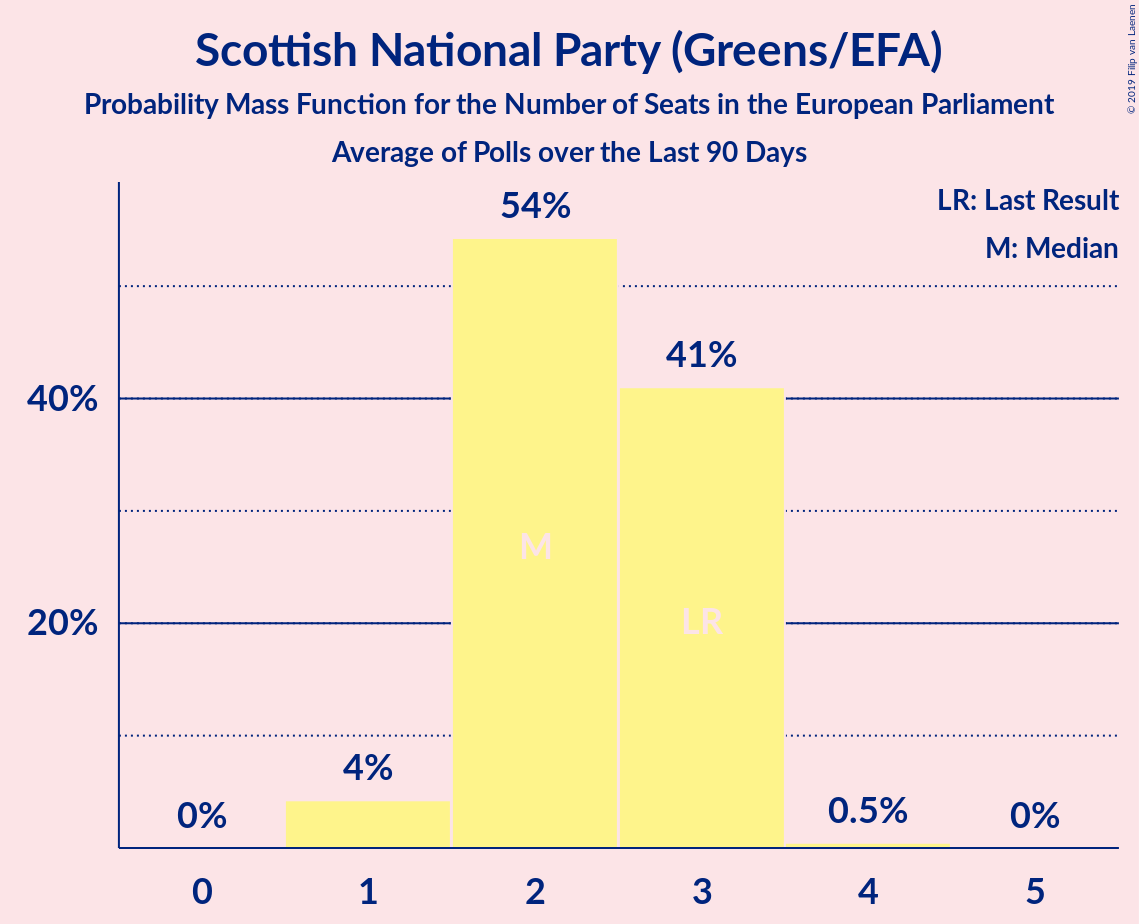 Scottish National Party (Greens/EFA)
Probability Mass Function for the Number of Seats in the European Parliament
Average of Polls over the Last 90 Days
© 2019 Filip van Laenen
LR: Last Result
M: Median
54%
41%
40%
M
LR
20%
4%
0%
0.5%
0%
0 1 2 3 4 5